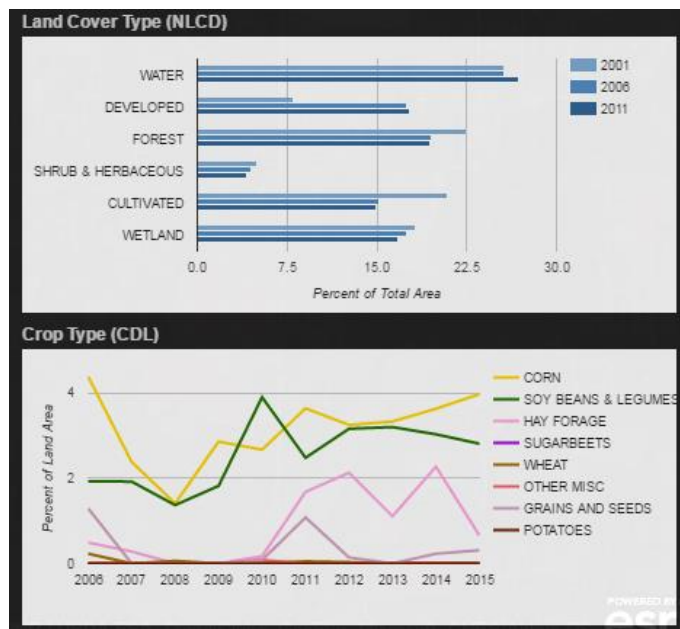 Land Cover Type (NLCD)
WATER
DEVELOPED
FOREST
SHRUB & HERBACEOUS
CULTIVATED
WETLAND
0.0 7.5 15.0 22.5 30.0
Percent of Total Area
2001
2006
2011
Crop Type (CDL)
Percent of Land Area
4
2
0
2006 2007 2008 2009 2010 2011 2012 2013 2014 2015
CORN
SOY BEANS & LEGUMES
HAY FORAGE
SUGARBEETS
WHEAT
OTHER MISC
GRAINS AND SEEDS
POTATOES
POWERED BY
esri